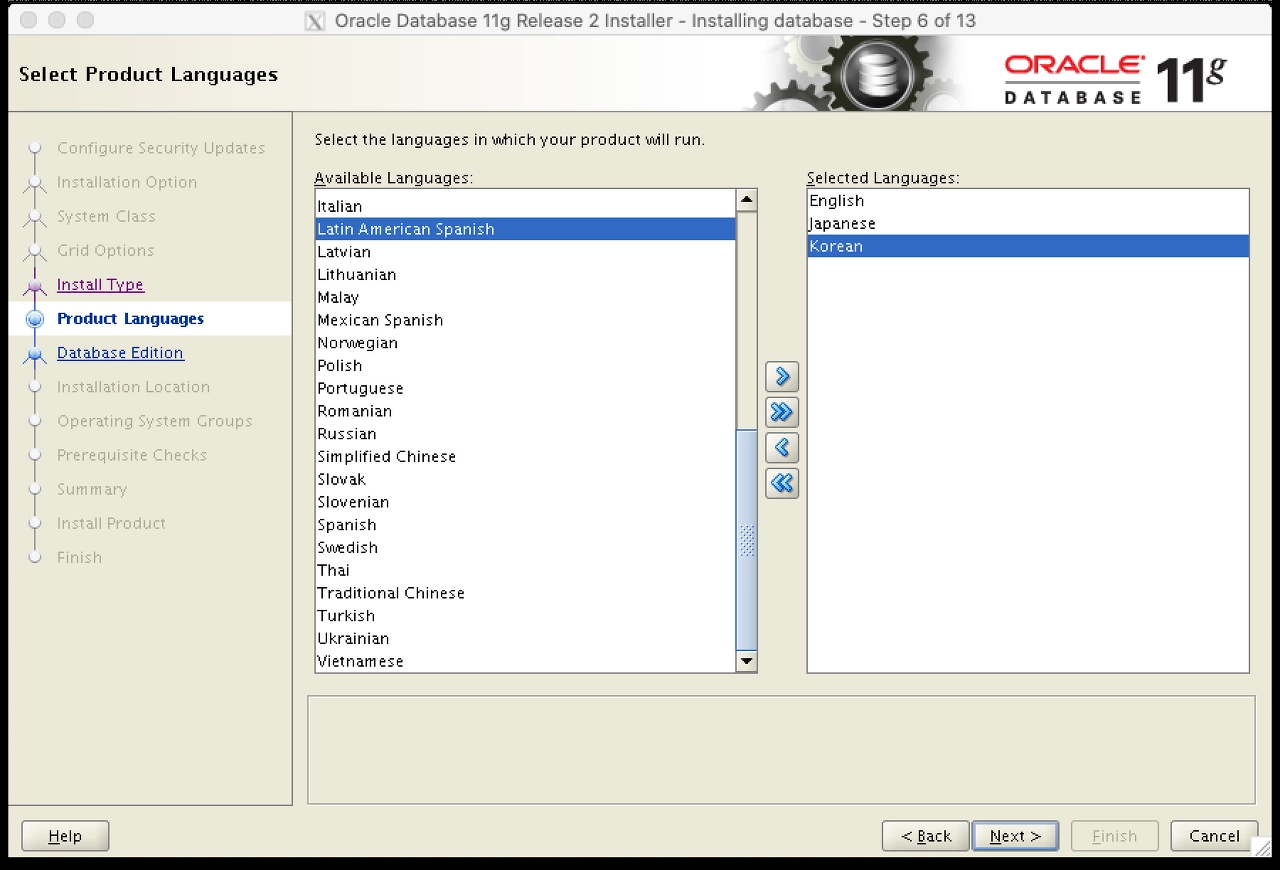 Oracle Database 11g Release 2 Installer - Installing database - Step 6 of 13
Select Product Languages
ORACLE
DATABASE
11g
Configure Security Updates
Installation Option
System Class
Grid Options
Install Type
Product Languages
Database Edition
Installation Location
Operating System Groups
Prerequisite Checks
Summary
Install Product
Finish
Select the languages in which your product will run.
Available Languages:
Italian
Latin American Spanish
Latvian
Lithuanian
Malay
Mexican Spanish
Norwegian
Polish
Portuguese
Romanian
Russian
Simplified Chinese
Slovak
Slovenian
Spanish
Swedish
Thai
Traditional Chinese
Turkish
Ukrainian
Vietnamese
Selected Languages:
English
Japanese
Korean
Help
< Back
Next >
Finish
Cancel